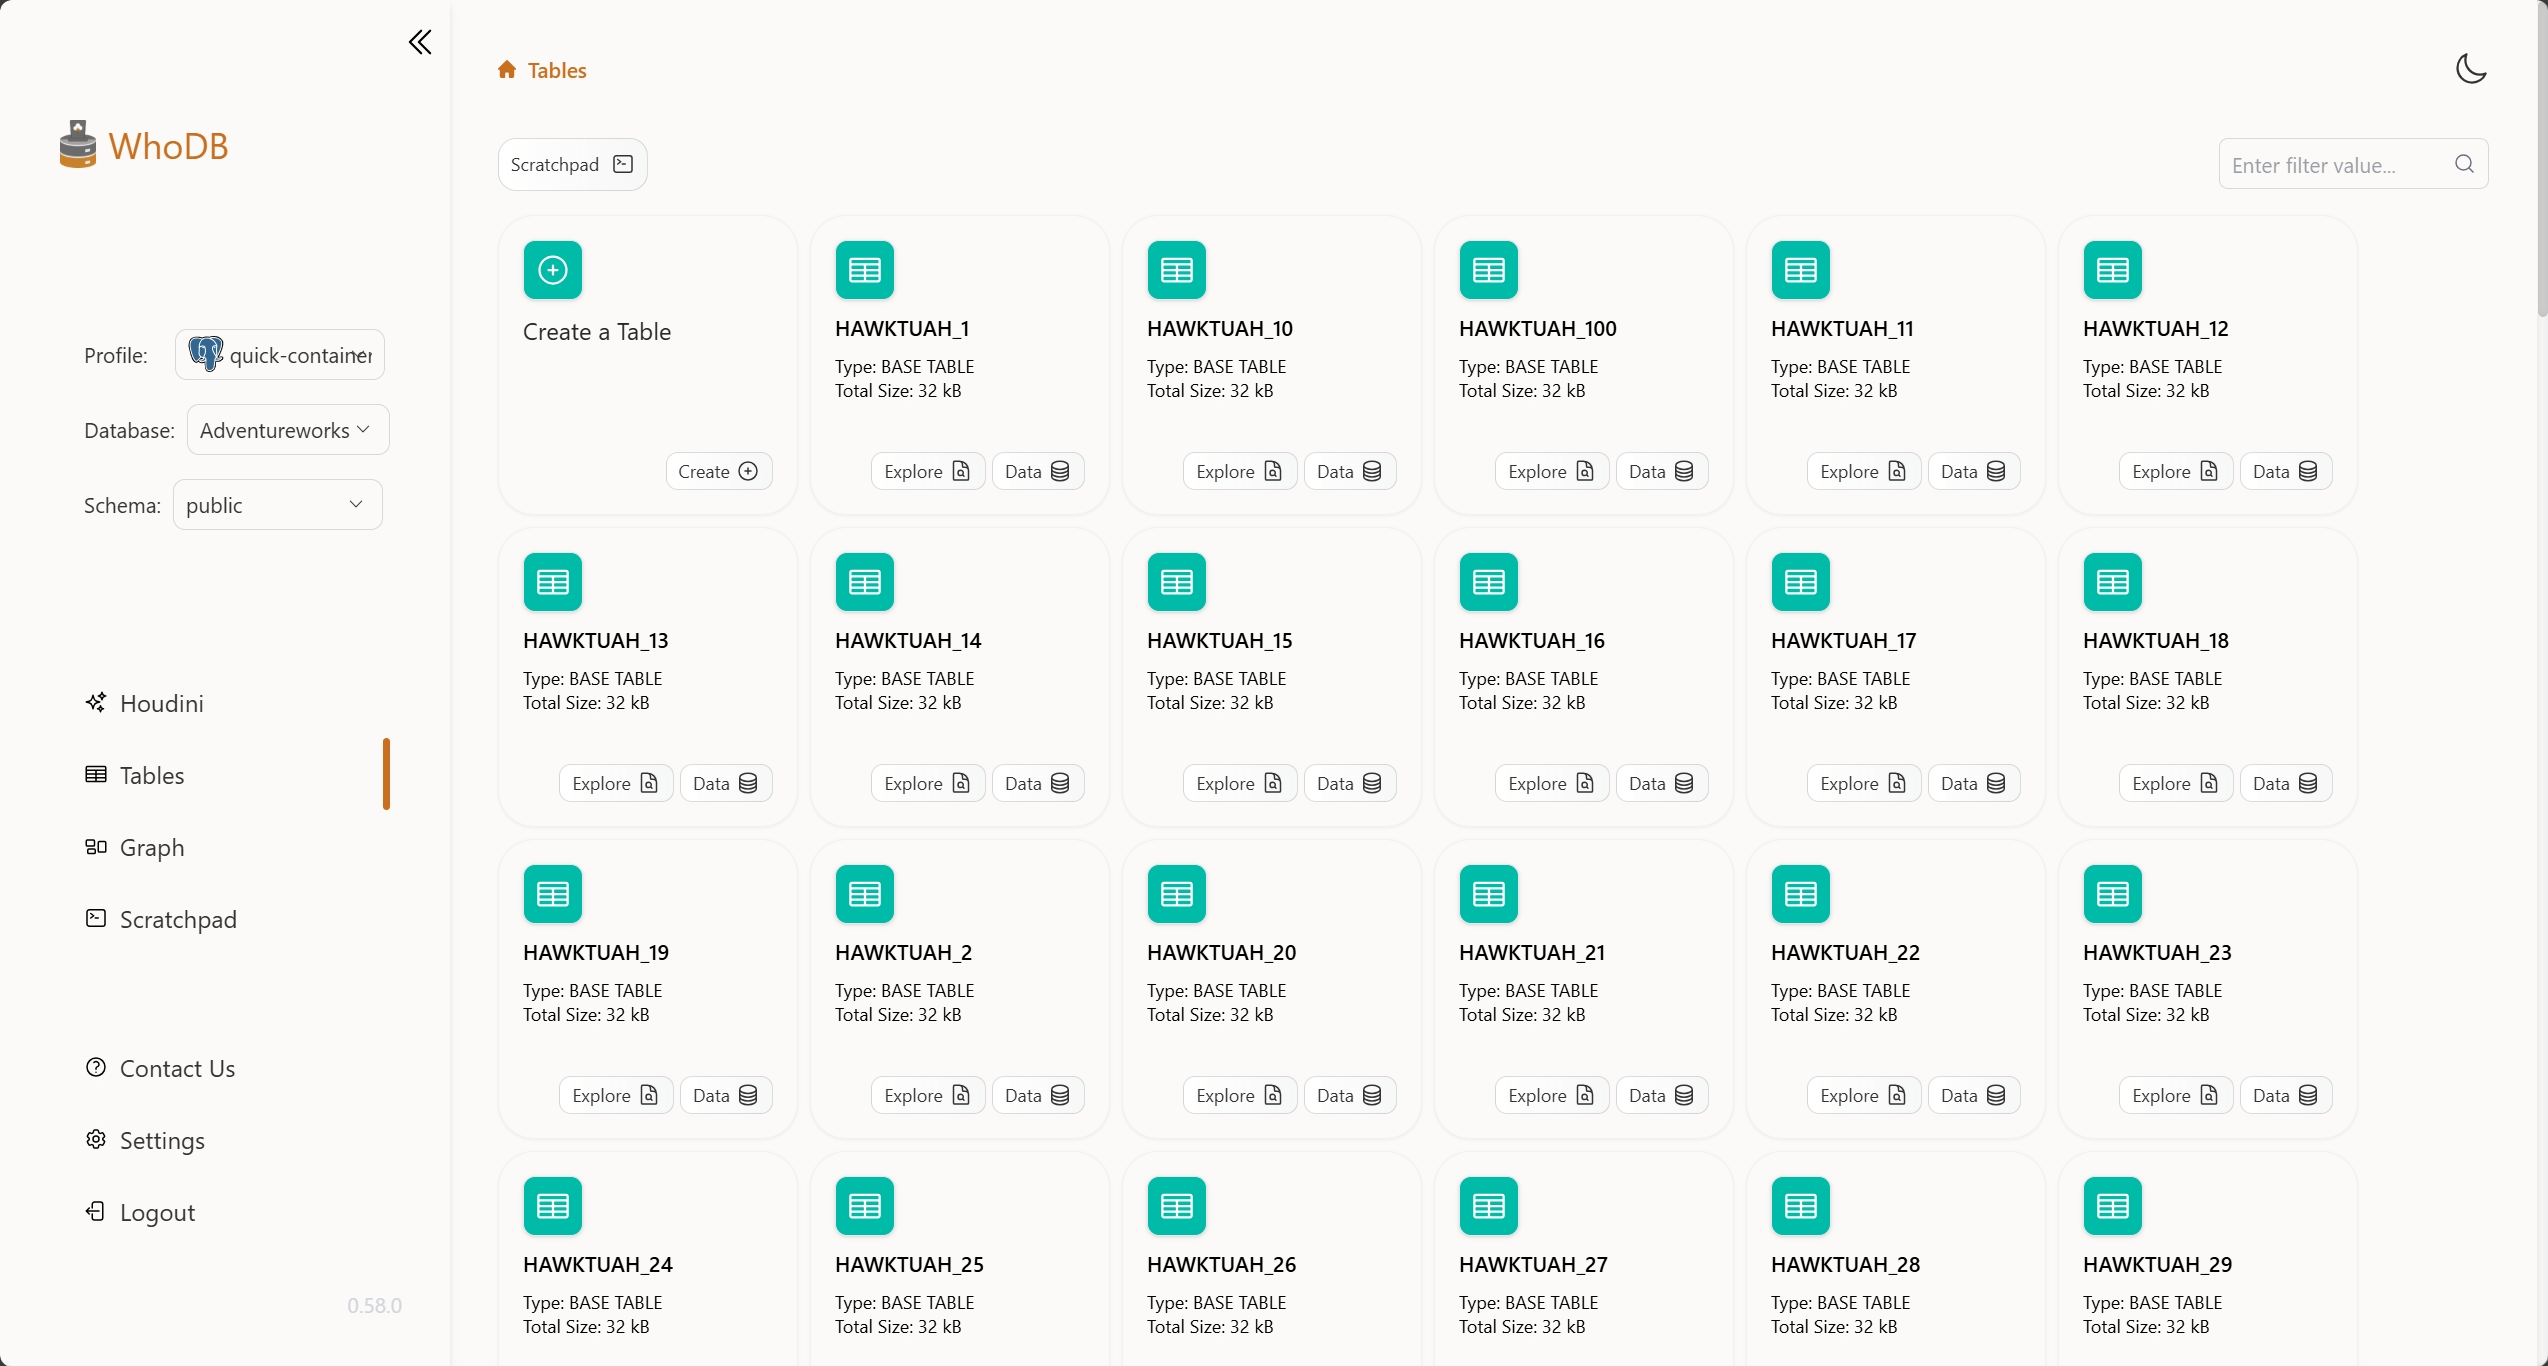 WhoDB
Profile: quick-container
Database: Adventureworks
Schema: public
Houdini
Tables
Graph
Scratchpad
Contact Us
Settings
Logout
0.58.0
Tables
Scratchpad
Enter filter value...
Create a Table
Create
HAWKTUAH_1
Type: BASE TABLE
Total Size: 32 kB
Explore Data
HAWKTUAH_10
Type: BASE TABLE
Total Size: 32 kB
Explore Data
HAWKTUAH_100
Type: BASE TABLE
Total Size: 32 kB
Explore Data
HAWKTUAH_11
Type: BASE TABLE
Total Size: 32 kB
Explore Data
HAWKTUAH_12
Type: BASE TABLE
Total Size: 32 kB
Explore Data
HAWKTUAH_13
Type: BASE TABLE
Total Size: 32 kB
Explore Data
HAWKTUAH_14
Type: BASE TABLE
Total Size: 32 kB
Explore Data
HAWKTUAH_15
Type: BASE TABLE
Total Size: 32 kB
Explore Data
HAWKTUAH_16
Type: BASE TABLE
Total Size: 32 kB
Explore Data
HAWKTUAH_17
Type: BASE TABLE
Total Size: 32 kB
Explore Data
HAWKTUAH_18
Type: BASE TABLE
Total Size: 32 kB
Explore Data
HAWKTUAH_19
Type: BASE TABLE
Total Size: 32 kB
Explore Data
HAWKTUAH_2
Type: BASE TABLE
Total Size: 32 kB
Explore Data
HAWKTUAH_20
Type: BASE TABLE
Total Size: 32 kB
Explore Data
HAWKTUAH_21
Type: BASE TABLE
Total Size: 32 kB
Explore Data
HAWKTUAH_22
Type: BASE TABLE
Total Size: 32 kB
Explore Data
HAWKTUAH_23
Type: BASE TABLE
Total Size: 32 kB
Explore Data
HAWKTUAH_24
Type: BASE TABLE
Total Size: 32 kB
HAWKTUAH_25
Type: BASE TABLE
Total Size: 32 kB
HAWKTUAH_26
Type: BASE TABLE
Total Size: 32 kB
HAWKTUAH_27
Type: BASE TABLE
Total Size: 32 kB
HAWKTUAH_28
Type: BASE TABLE
Total Size: 32 kB
HAWKTUAH_29
Type: BASE TABLE
Total Size: 32 kB